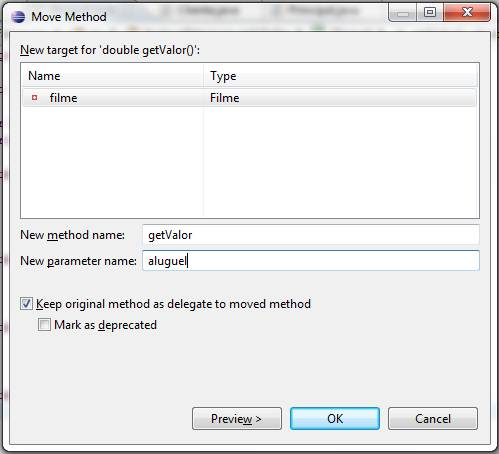 Move Method
New target for 'double getValor()':
Name Type
filme Filme
New method name: getValor
New parameter name: aluguel
Keep original method as delegate to moved method
Mark as deprecated
Preview > OK Cancel